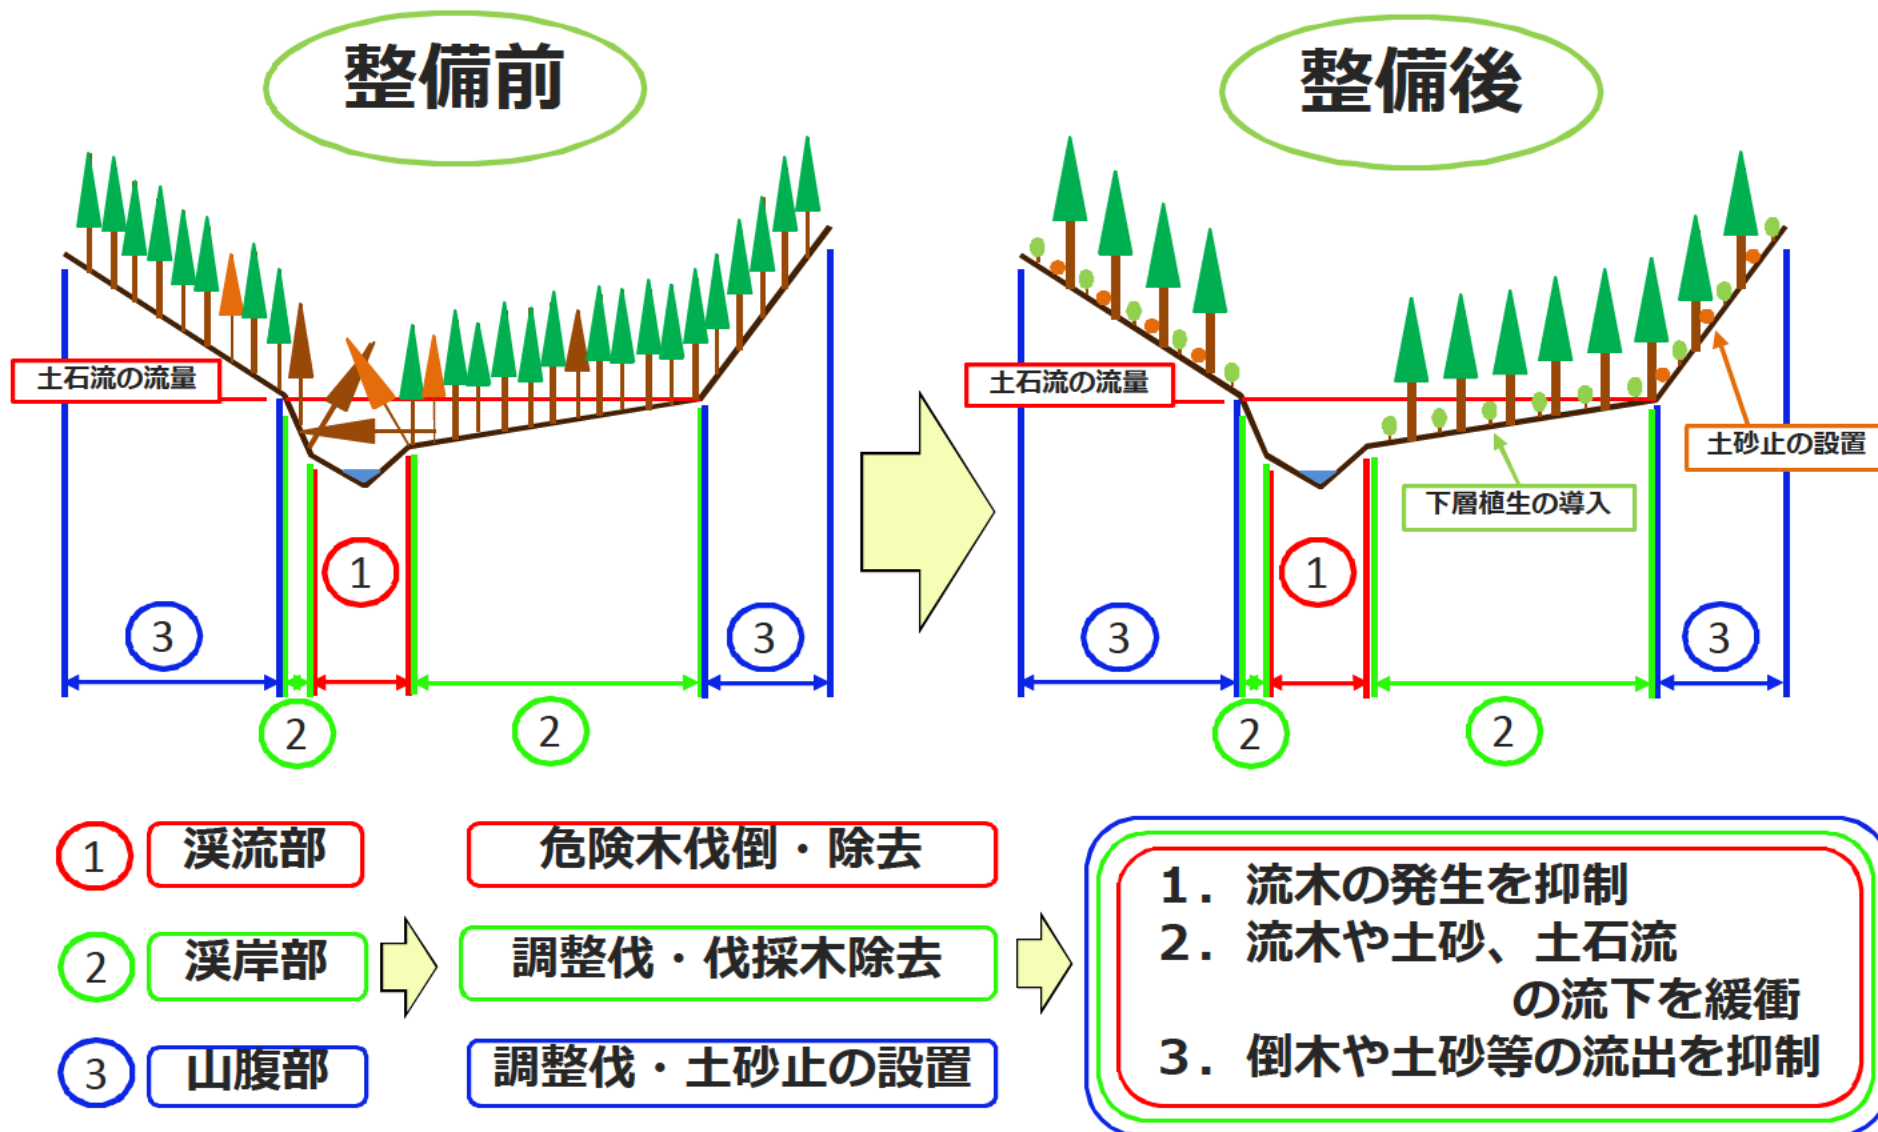 整備前
整備後
土石流の流量
土石流の流量
土砂止の設置
下層植生の導入
1
1
3
3
3
3
2
2
2
2
1 渓流部 危険木伐倒・除去
2 渓岸部 調整伐・伐採木除去
3 山腹部 調整伐・土砂止の設置
1．流木の発生を抑制
2．流木や土砂、土石流
の流下を緩衝
3．倒木や土砂等の流出を抑制